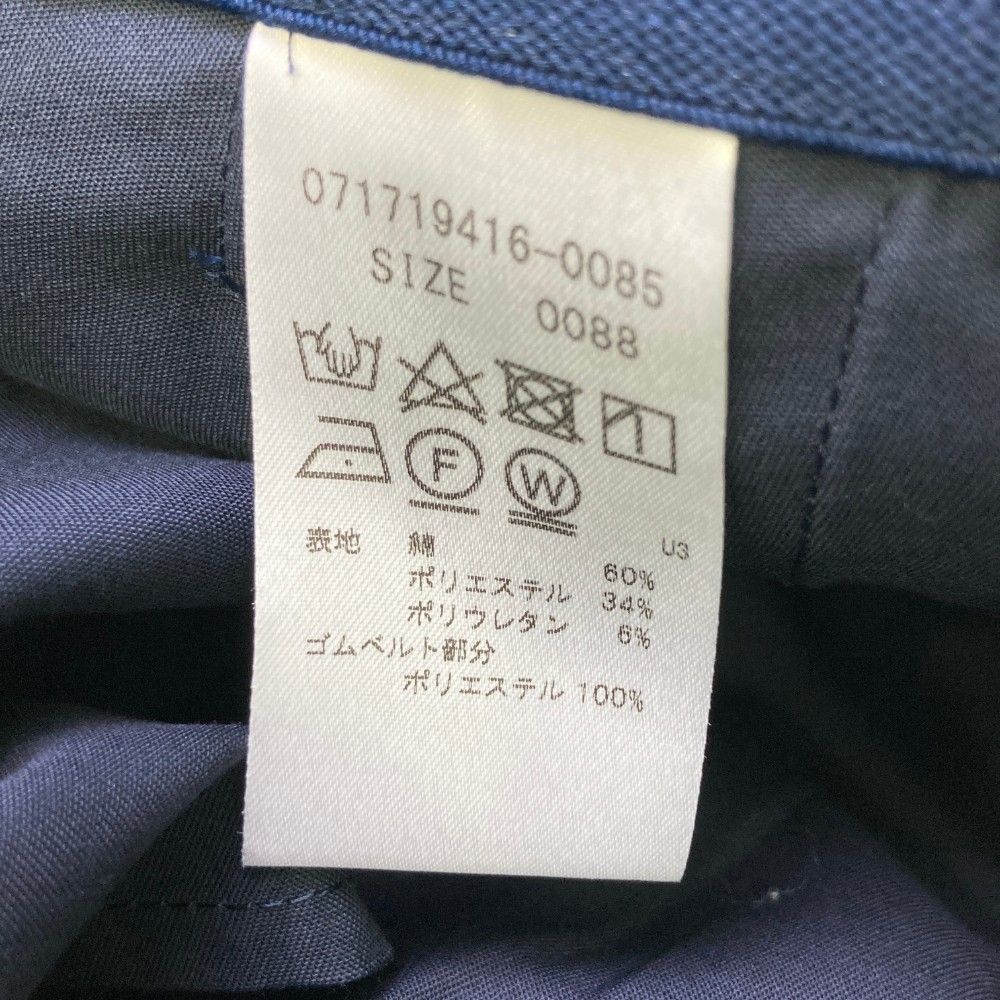 071719416-0085
SIZE 0088
F W
表地 綿 60% U3
ポリエステル 34%
ポリウレタン 6%
ゴムベルト部分
ポリエステル 100%